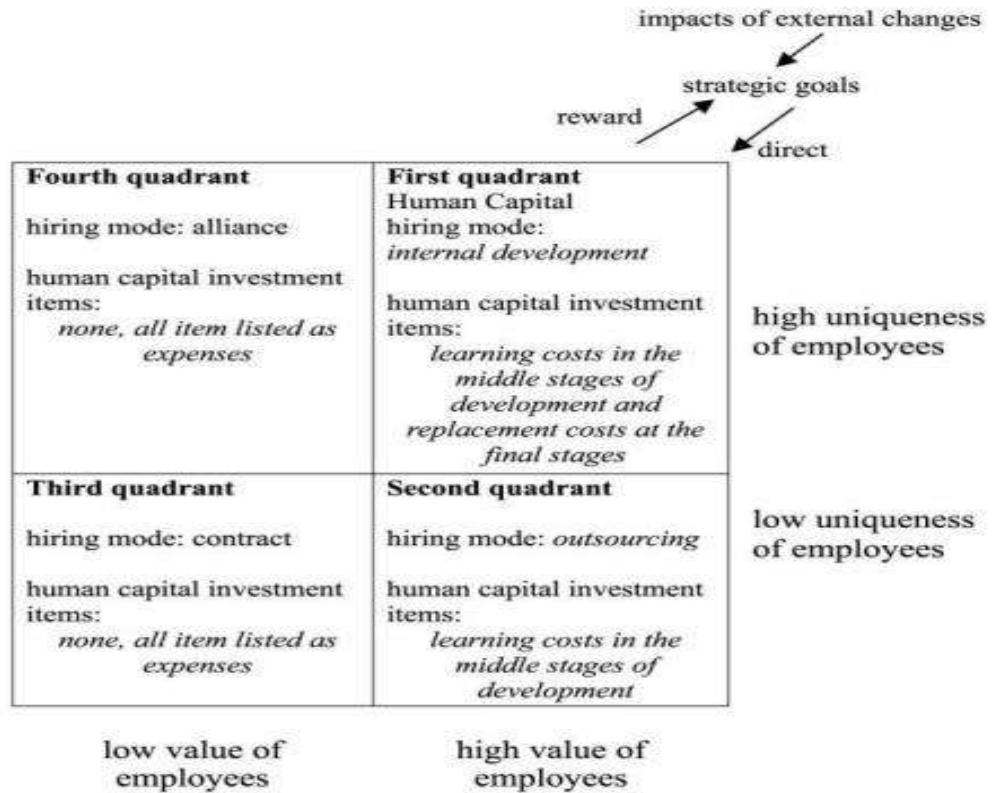 impacts of external changes
strategic goals
reward
direct
Fourth quadrant
hiring mode: alliance
human capital investment
items:
none, all item listed as
expenses
First quadrant
Human Capital
hiring mode:
internal development
human capital investment
items:
learning costs in the
middle stages of
development and
replacement costs at the
final stages
high uniqueness
of employees
Third quadrant
hiring mode: contract
human capital investment
items:
none, all item listed as
expenses
Second quadrant
hiring mode: outsourcing
human capital investment
items:
learning costs in the
middle stages of
development
low uniqueness
of employees
low value of
employees
high value of
employees